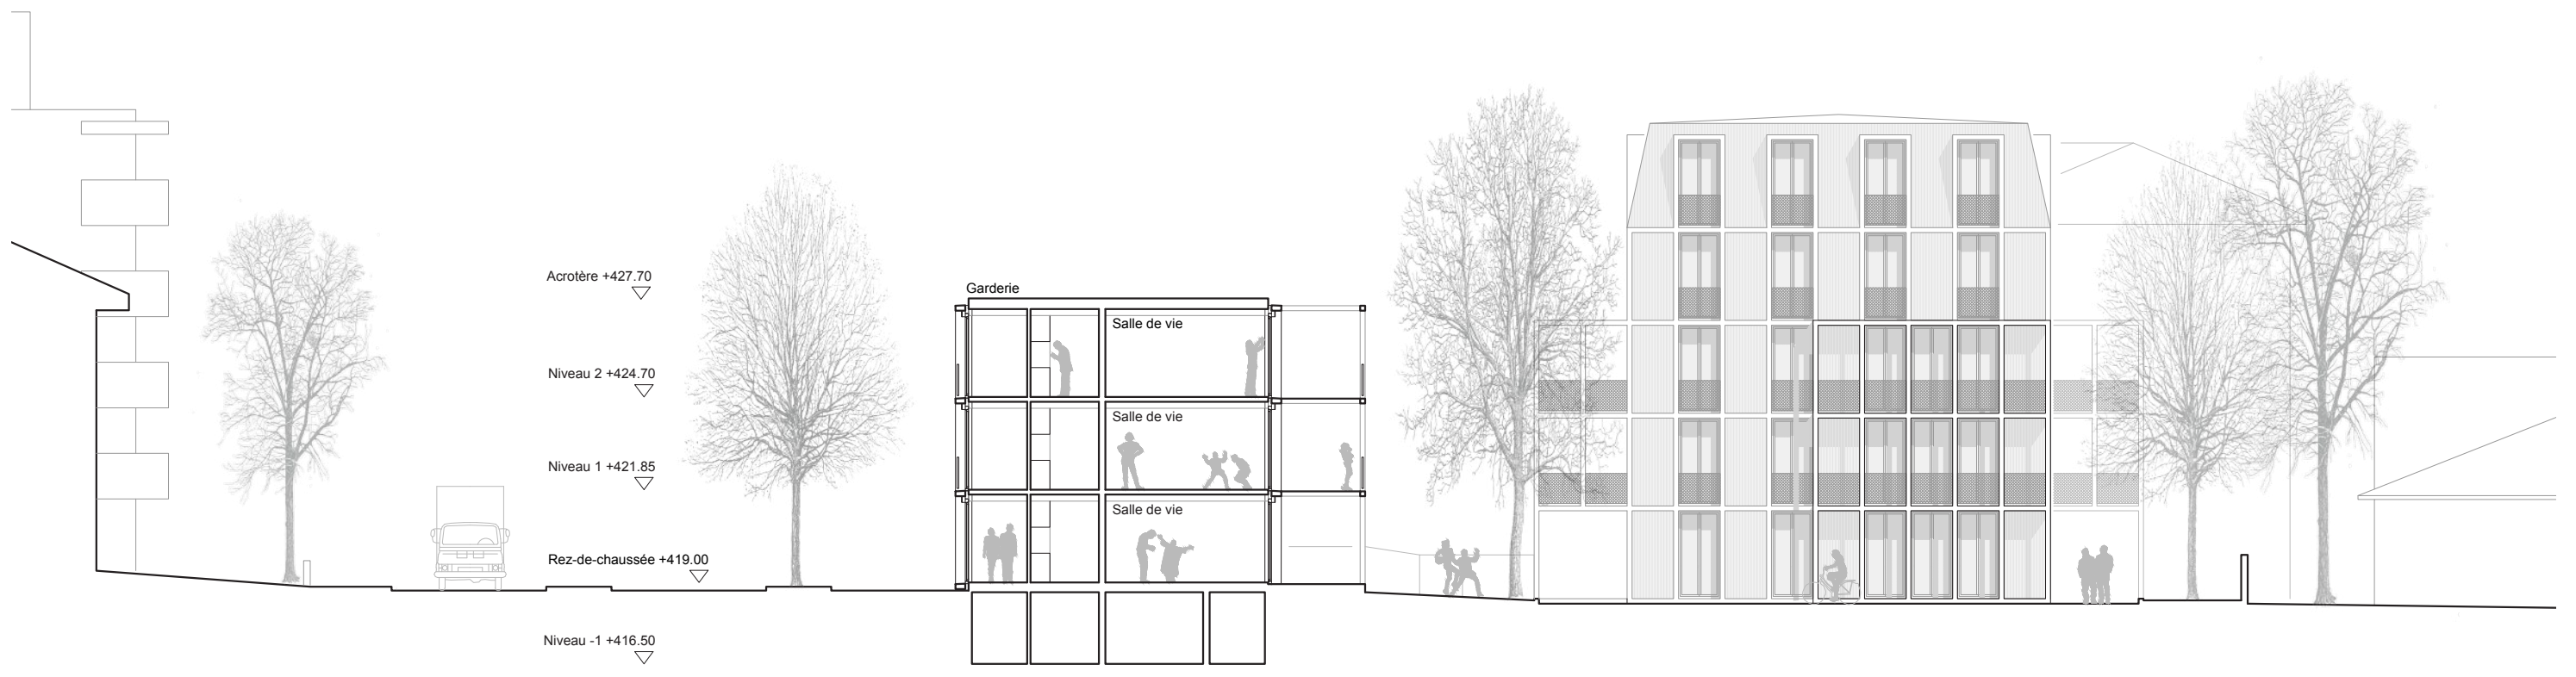 Acrotère +427.70
Garderie
Salle de vie
Niveau 2 +424.70
Salle de vie
Niveau 1 +421.85
Salle de vie
Rez-de-chaussée +419.00
Niveau -1 +416.50